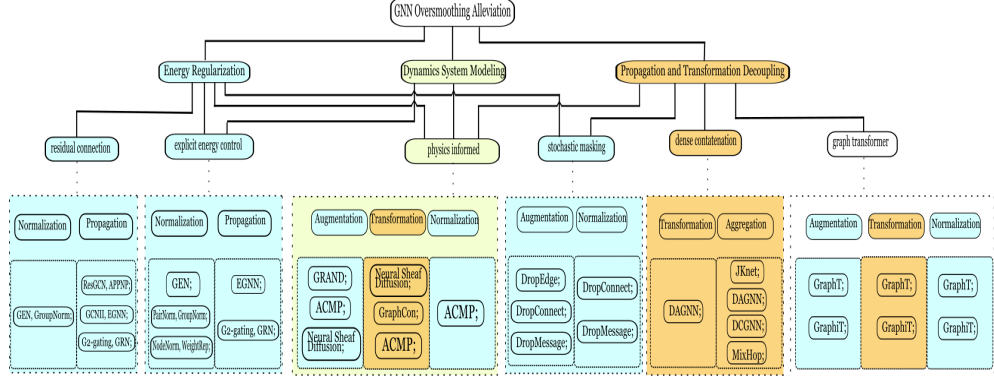 GNN Oversmoothing Alleviation
Energy Regularization
Dynamics System Modeling
Propagation and Transformation Decoupling
residual connection
explicit energy control
physics informed
stochastic masking
dense contatenation
graph transformer
Normalization
Propagation
GEN, GroupNorm;
ResGCN, APPNP;
GCNII, EGNN;
G2-gating, GRN;
Normalization
Propagation
GEN;
PairNorm, GroupNorm;
NodeNorm, WeightRep;
EGNN;
G2-gating, GRN;
Augmentation
Transformation
Normalization
GRAND;
ACMP;
Neural Sheaf
Diffusion;
Neural Sheaf
Diffusion;
GraphCon;
ACMP;
ACMP;
Augmentation
Normalization
DropEdge;
DropConnect;
DropMessage;
DropConnect;
DropMessage;
Transformation
Aggregation
DAGNN;
JKnet;
DAGNN;
DCGNN;
MixHop;
Augmentation
Transformation
Normalization
GraphT;
GraphiT;
GraphT;
GraphiT;
GraphT;
GraphiT;